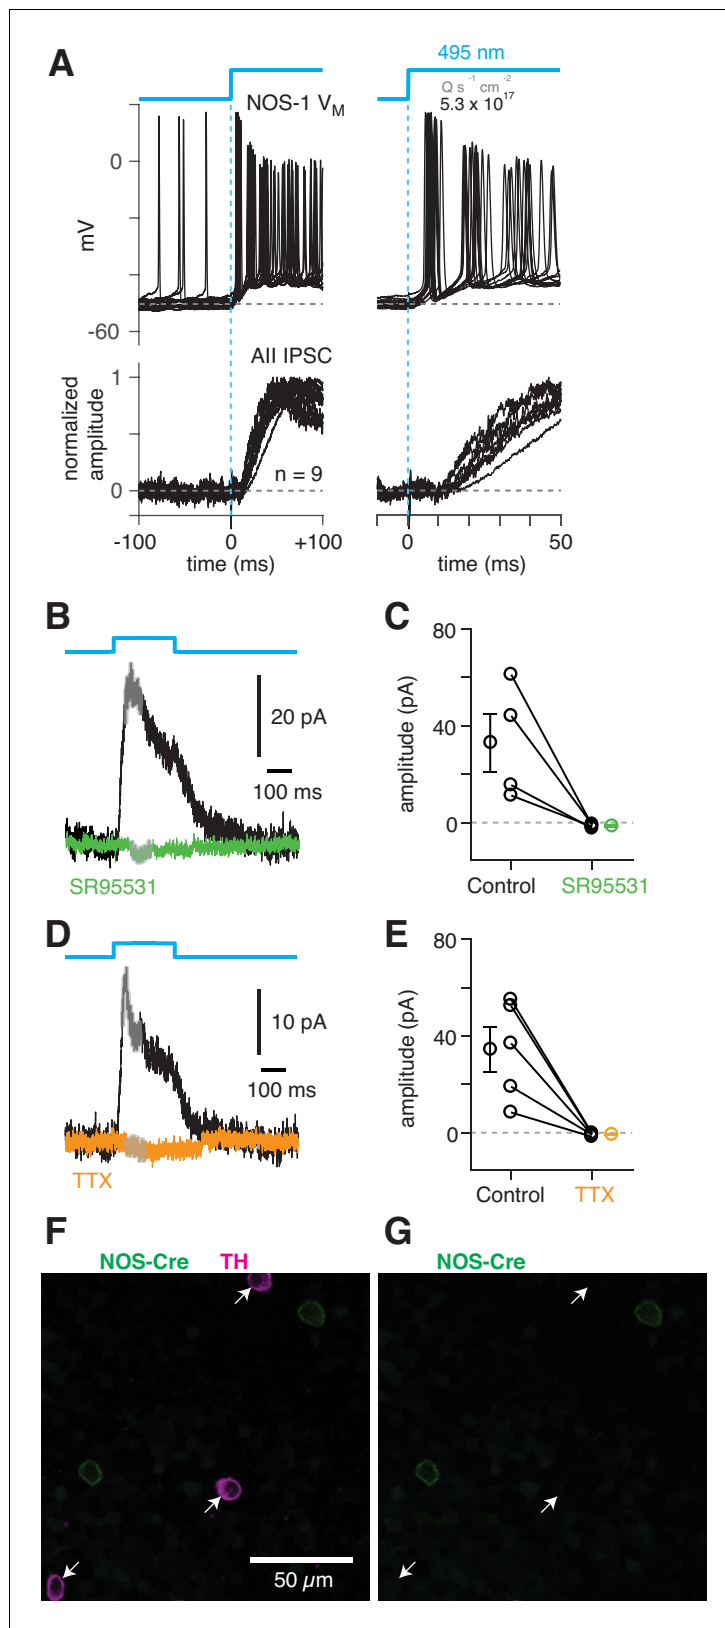 A
495 nm
Q s⁻¹ cm⁻²
NOS-1 VM
5.3 x 10¹⁷
0
mV
-60
AII IPSC
1
normalized
amplitude
n = 9
0
-100 0 +100
0 50
time (ms)
time (ms)
B
C
80
20 pA
40
amplitude (pA)
100 ms
0
SR95531
Control SR95531
D
E
80
10 pA
40
amplitude (pA)
100 ms
0
TTX
Control TTX
F
G
NOS-Cre TH
NOS-Cre
50 µm